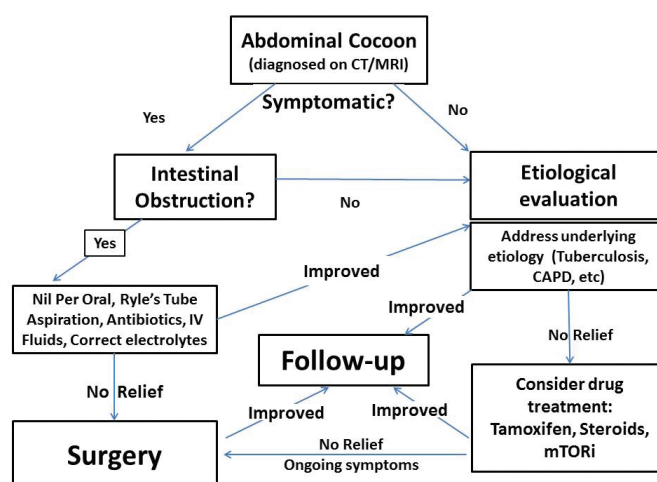 Abdominal Cocoon
(diagnosed on CT/MRI)
Symptomatic?
Yes
No
Intestinal
Obstruction?
No
Etiological
evaluation
Yes
Address underlying
etiology (Tuberculosis,
CAPD, etc)
Improved
Nil Per Oral, Ryle's Tube
Aspiration, Antibiotics, IV
Fluids, Correct electrolytes
Improved
No Relief
Follow-up
No Relief
Consider drug
treatment:
Tamoxifen, Steroids,
mTORi
Improved
Improved
Surgery
No Relief
Ongoing symptoms